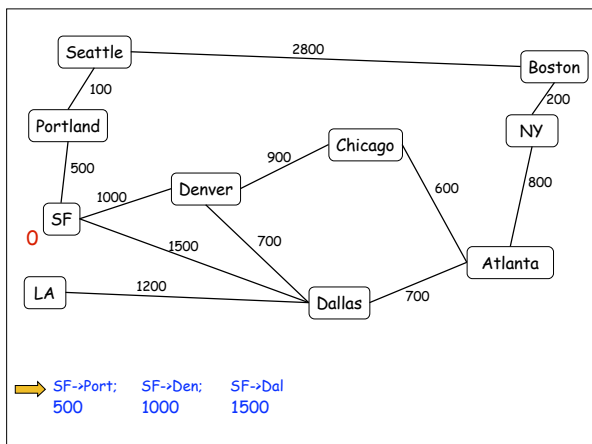 2800
Seattle
Boston
100
200
Portland
NY
Chicago
900
500
Denver
800
1000
600
SF
0
700
1500
Atlanta
LA
1200
Dallas
700
SF->Port; SF->Den; SF->Dal
500 1000 1500